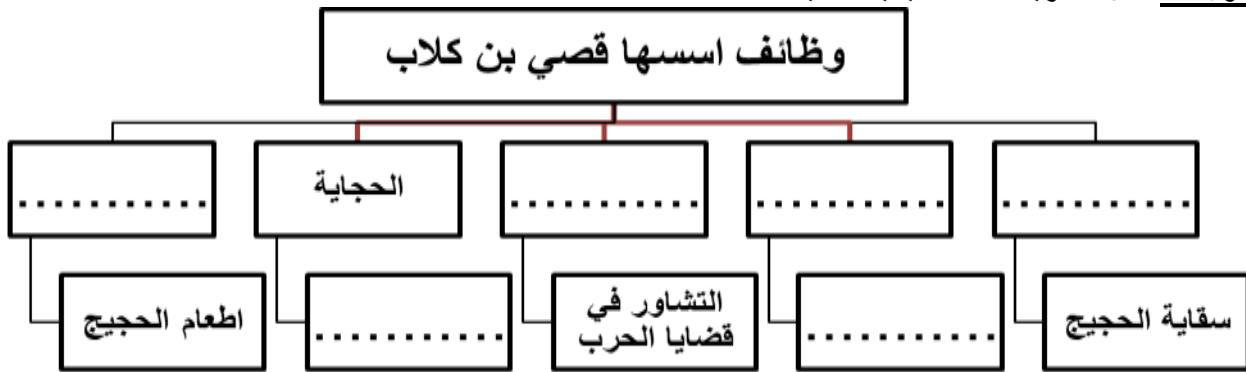 وظائف اسسها قصي بن كلاب
...........
...........
...........
الحجاية
...........
سقاية الحجيج
...........
التشاور في
قضايا الحرب
...........
اطعام الحجيج